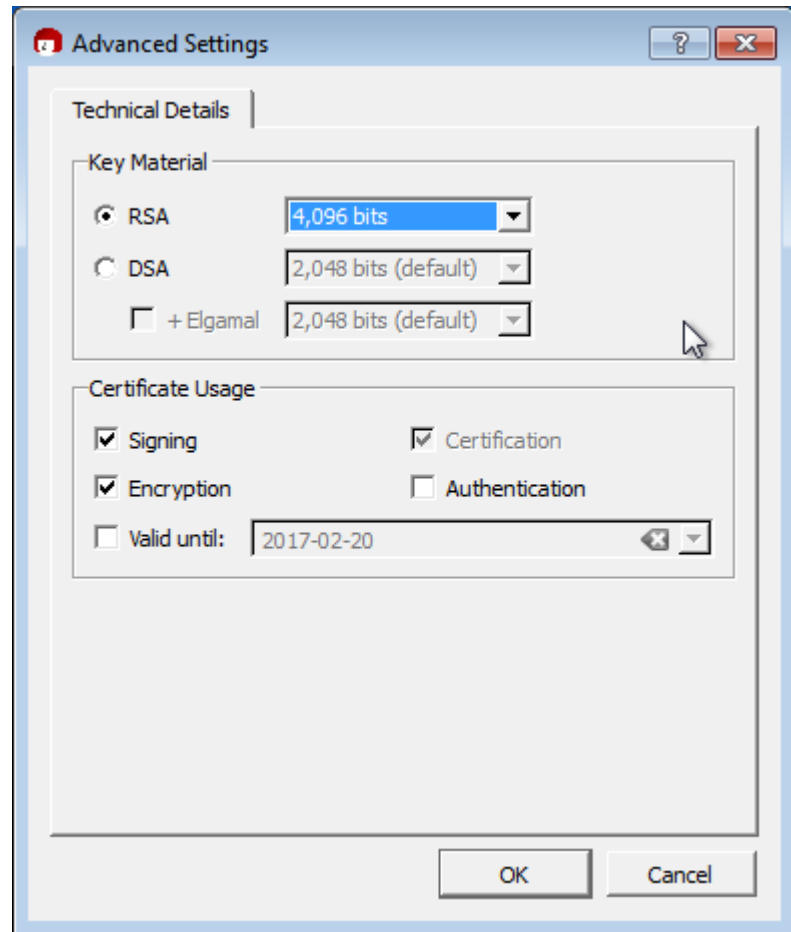 Advanced Settings
Technical Details
Key Material
RSA 4,096 bits
DSA 2,048 bits (default)
+ Elgamal 2,048 bits (default)
Certificate Usage
Signing Certification
Encryption Authentication
Valid until: 2017-02-20
OK Cancel